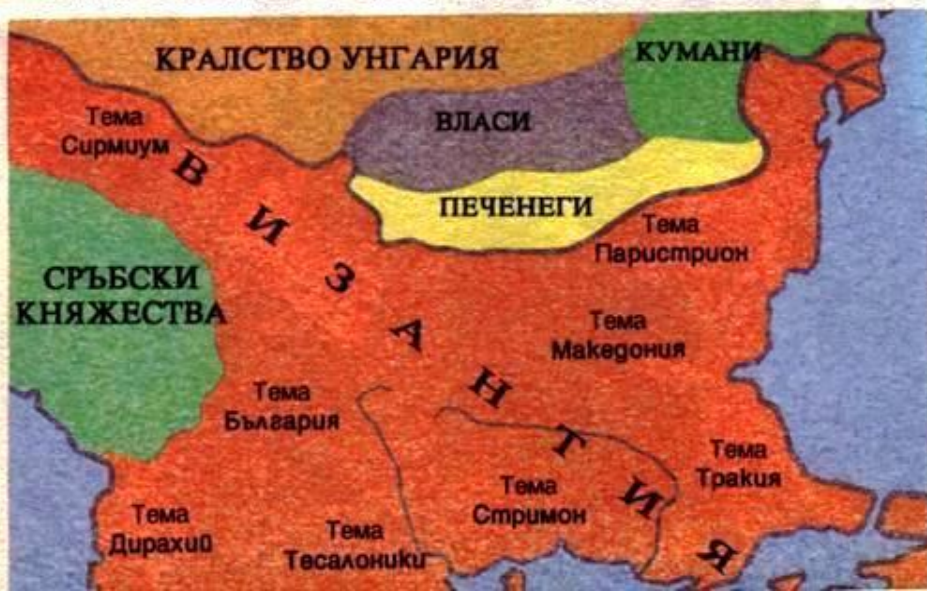 КРАЛСТВО УНГАРИЯ
КУМАНИ
Тема
Сирмиум
ВЛАСИ
ПЕЧЕНЕГИ
Тема
Паристрион
СРЪБСКИ
КНЯЖЕСТВА
ВИЗАНТИЯ
Тема
Македония
Тема
България
Тема
Тракия
Тема
Стримон
Тема
Дирахий
Тема
Тесалоники